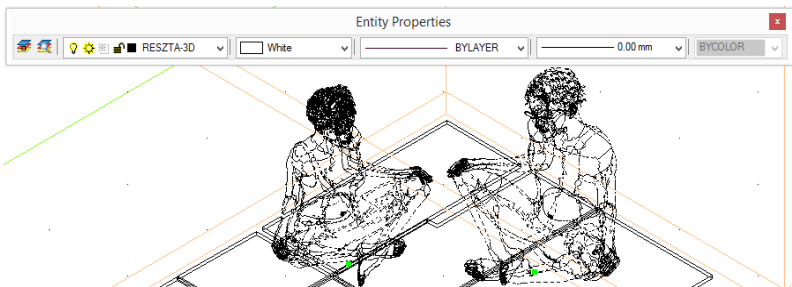 Entity Properties
RESZTA-3D White BYLAYER 0.00 mm BYCOLOR